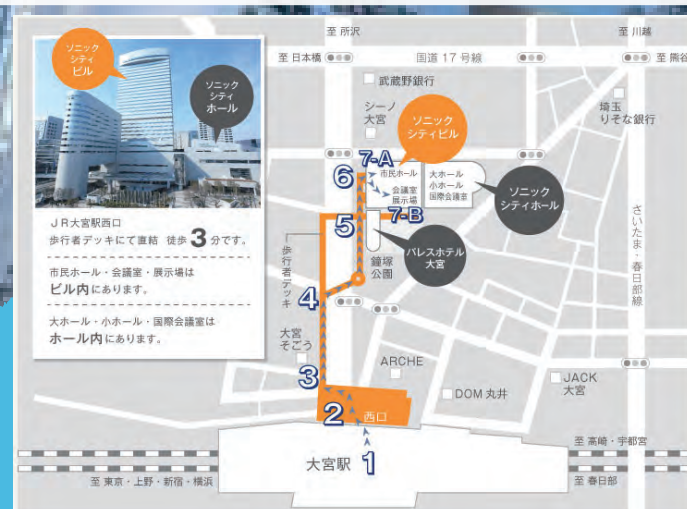 ソニック
シティ
ビル
ソニック
シティ
ホール
JR大宮駅西口
歩行者デッキにて直結 徒歩3分です。
市民ホール・会議室・展示場は
ビル内にあります。
大ホール・小ホール・国際会議室は
ホール内にあります。
至 所沢
至 川越
至 日本橋
国道17号線
至 熊谷
武蔵野銀行
シーノ
大宮
ソニック
シティビル
埼玉
りそな銀行
7-A
6
市民ホール
会議室
展示場
大ホール
小ホール
国際会議室
ソニック
シティホール
7-B
5
パレスホテル
大宮
鐘塚
公園
歩行者デッキ
さいたま・春日部線
4
大宮
そごう
3
ARCHE
JACK
大宮
DOM 丸井
2
西口
大宮駅
1
至 高崎・宇都宮
至 東京・上野・新宿・横浜
至 春日部